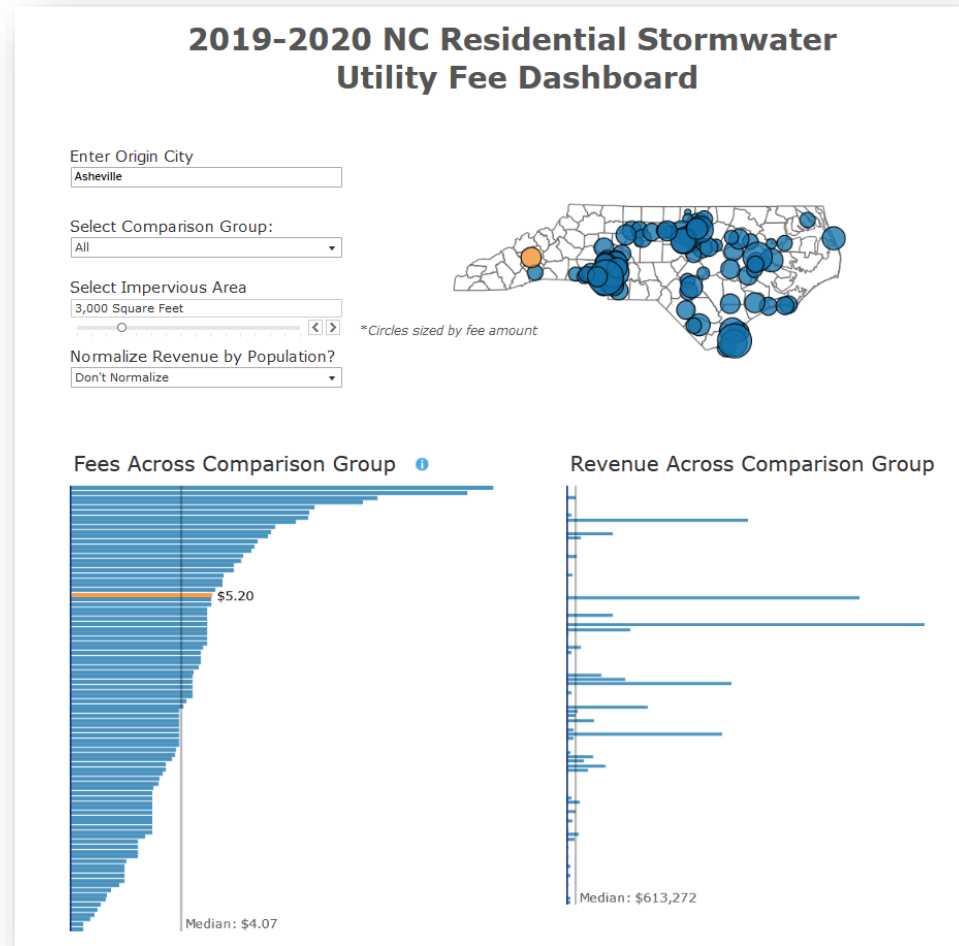 2019-2020 NC Residential Stormwater
Utility Fee Dashboard
Enter Origin City
Asheville
Select Comparison Group:
All
Select Impervious Area
3,000 Square Feet
*Circles sized by fee amount
Normalize Revenue by Population?
Don't Normalize
Fees Across Comparison Group
Revenue Across Comparison Group
$5.20
Median: $4.07
Median: $613,272